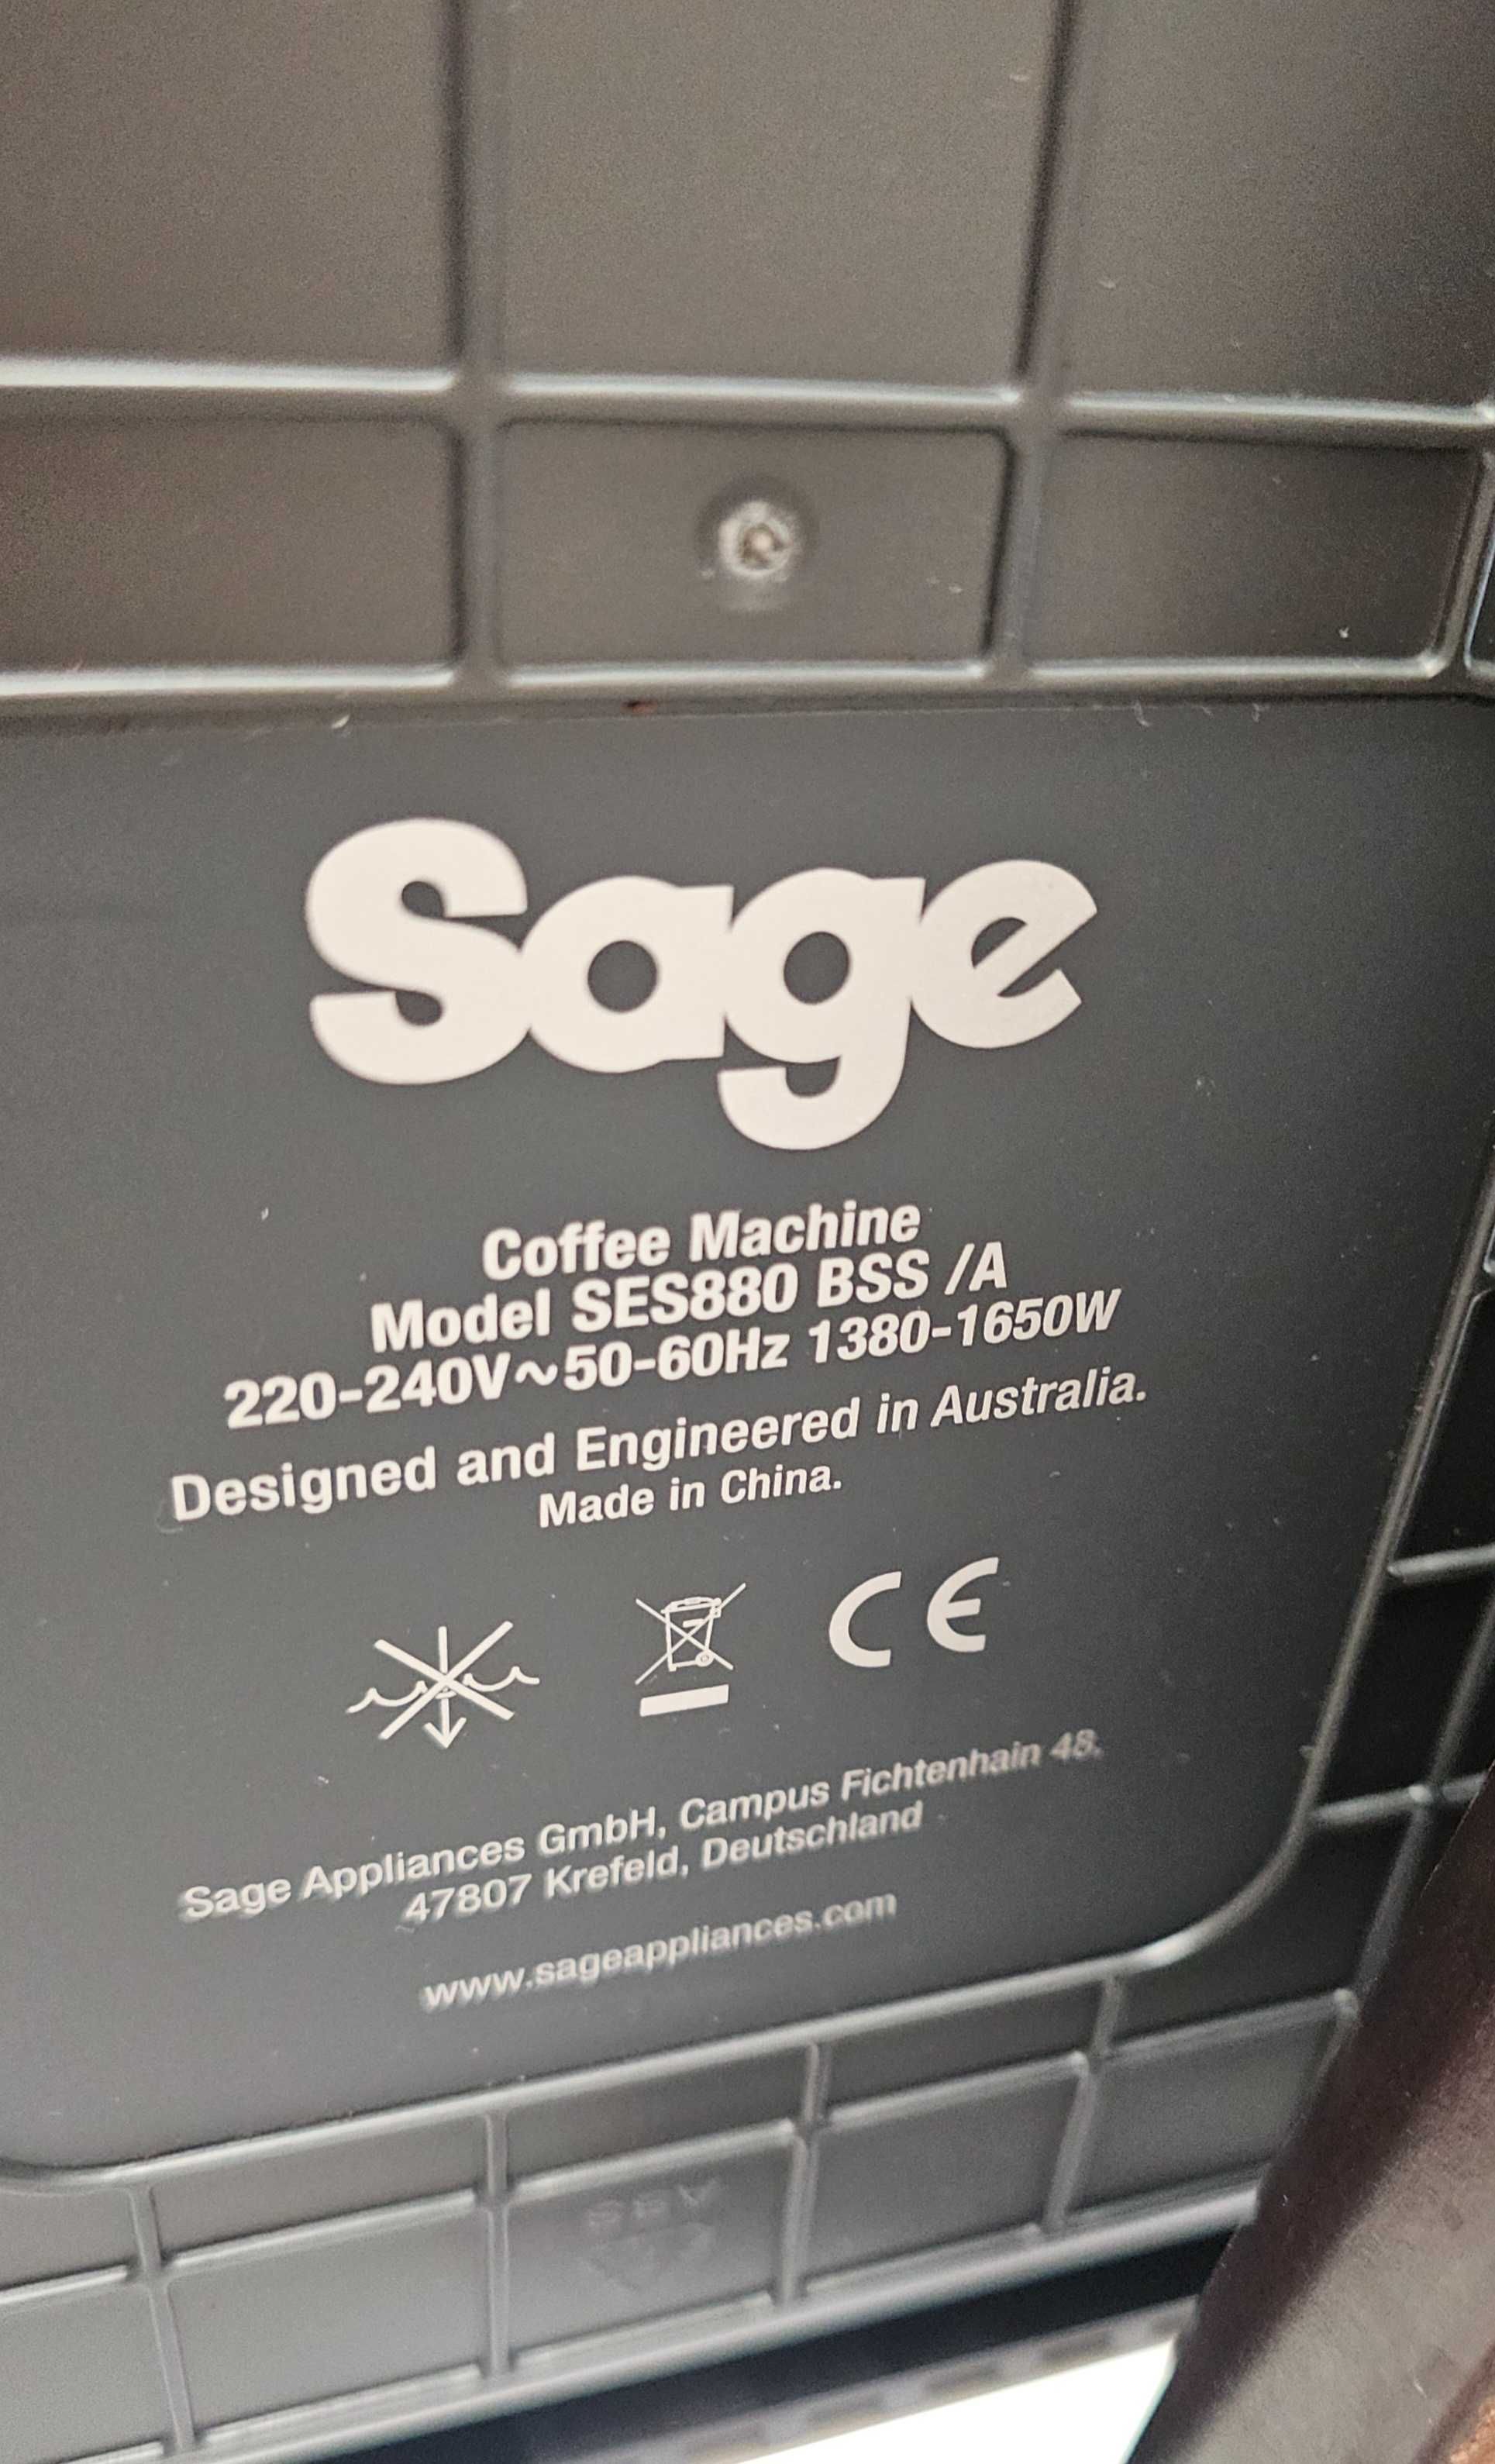 Sage
Coffee Machine
Model SES880 BSS /A
220-240V~50-60Hz 1380-1650W
Designed and Engineered in Australia.
Made in China.
CE
Sage Appliances GmbH, Campus Fichtenhain 48,
47807 Krefeld, Deutschland
www.sageappliances.com